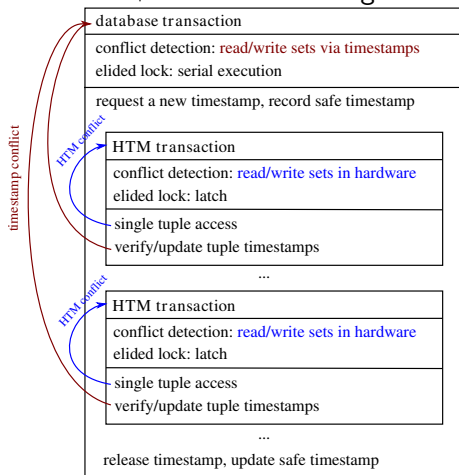 database transaction
conflict detection: read/write sets via timestamps
elided lock: serial execution
request a new timestamp, record safe timestamp
timestamp conflict
HTM conflict
HTM transaction
conflict detection: read/write sets in hardware
elided lock: latch
single tuple access
verify/update tuple timestamps
...
HTM conflict
HTM transaction
conflict detection: read/write sets in hardware
elided lock: latch
single tuple access
verify/update tuple timestamps
...
release timestamp, update safe timestamp